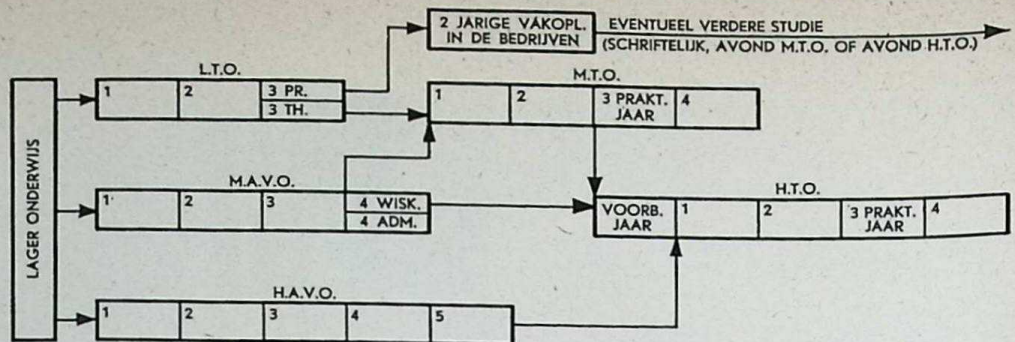 2 JARIGE VAKOPL.
IN DE BEDRIJVEN
EVENTUEEL VERDERE STUDIE
(SCHRIFTELIJK, AVOND M.T.O. OF AVOND H.T.O.)
L.T.O.
1
2
3 PR.
3 TH.
M.T.O.
1
2
3 PRAKT.
JAAR
4
LAGER ONDERWIJS
M.A.V.O.
1
2
3
4 WISK.
4 ADM.
H.T.O.
VOORB.
JAAR
1
2
3 PRAKT.
JAAR
4
H.A.V.O.
1
2
3
4
5